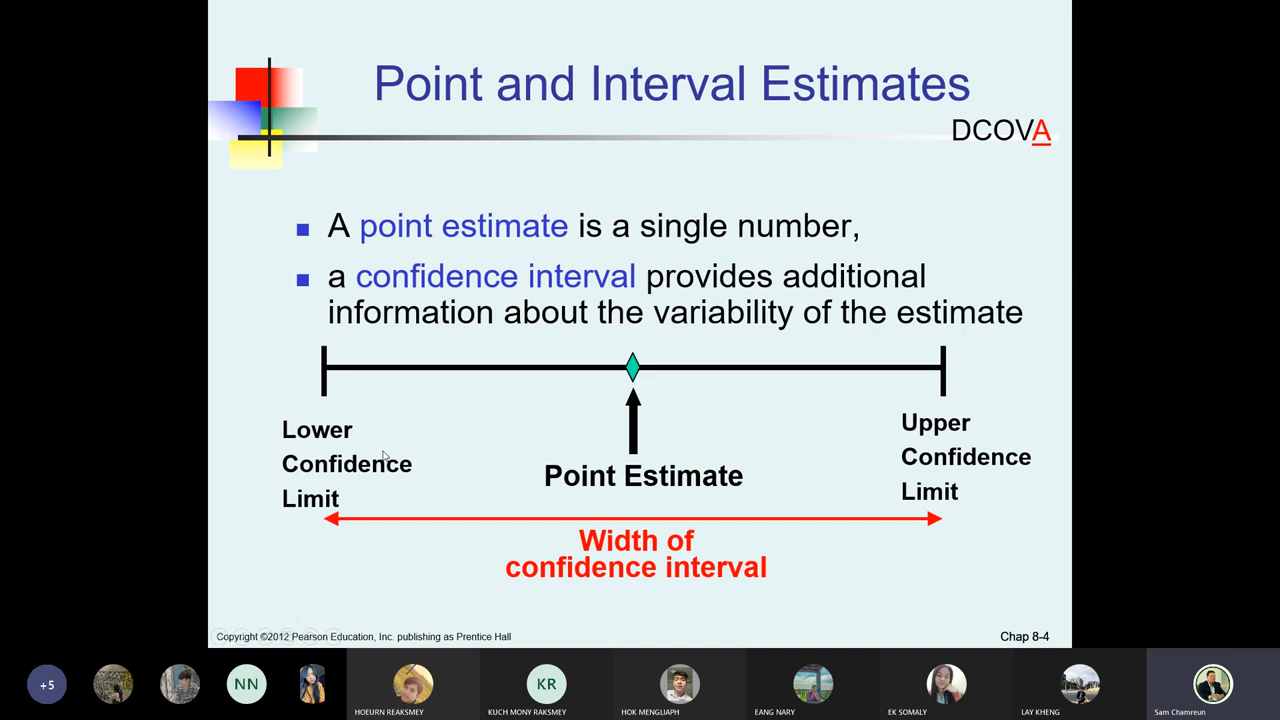 Point and Interval Estimates
DCOVA
A point estimate is a single number,
a confidence interval provides additional
information about the variability of the estimate
Lower
Confidence
Limit
Point Estimate
Upper
Confidence
Limit
Width of
confidence interval
Copyright ©2012 Pearson Education, Inc. publishing as Prentice Hall
Chap 8-4
+5
NN
HOEURN REAKSMEY
KR
KUCH MONY RAKSMEY
HOK MENGLIAPH
EANG NARY
EK SOMALY
LAY KHENG
Sam Chamreun